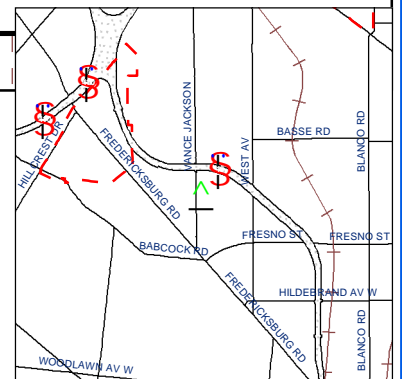 VANCE JACKSON
BASSE RD
BLANCO RD
HILLCREST DR
FREDERICKSBURG RD
WEST AV
FRESNO ST
FRESNO ST
BABCOCK RD
FREDERICKSBURG RD
HILDEBRAND AV W
BLANCO RD
WOODLAWN AV W